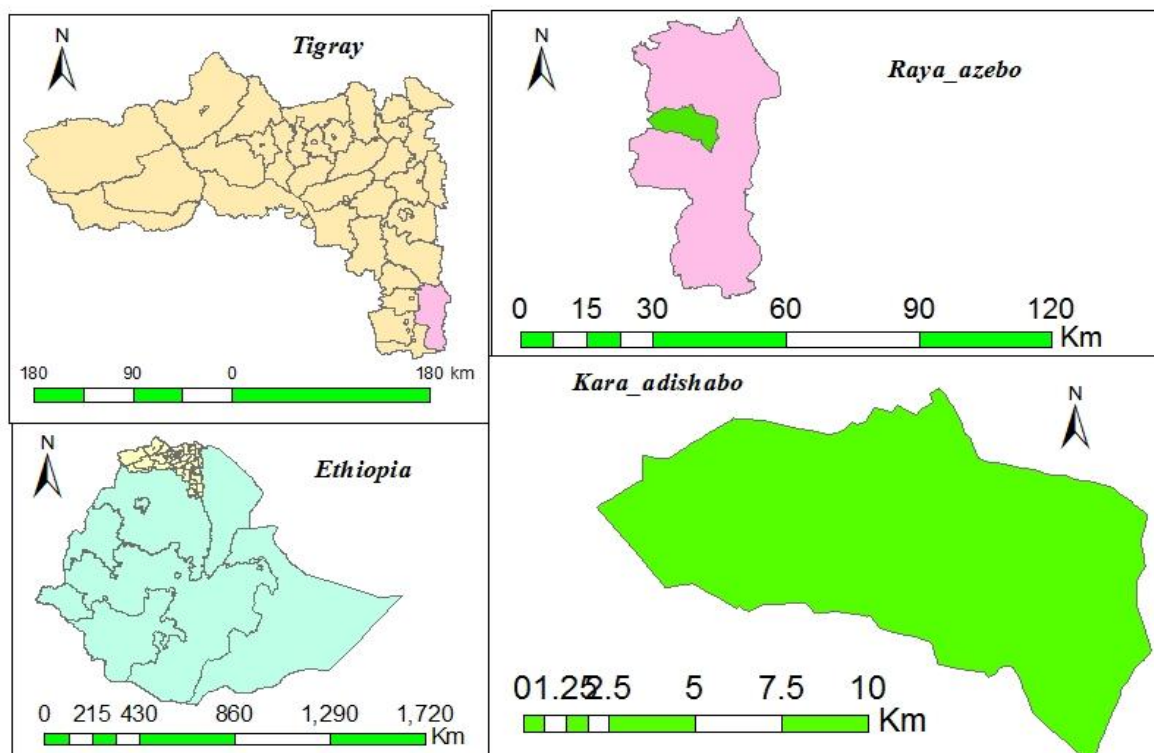 N
Tigray
180 90 0 180 km
N
Raya_azebo
0 15 30 60 90 120
Km
N
Ethiopia
0 215 430 860 1,290 1,720
Km
Kara_adishabo
N
01.252.5 5 7.5 10
Km